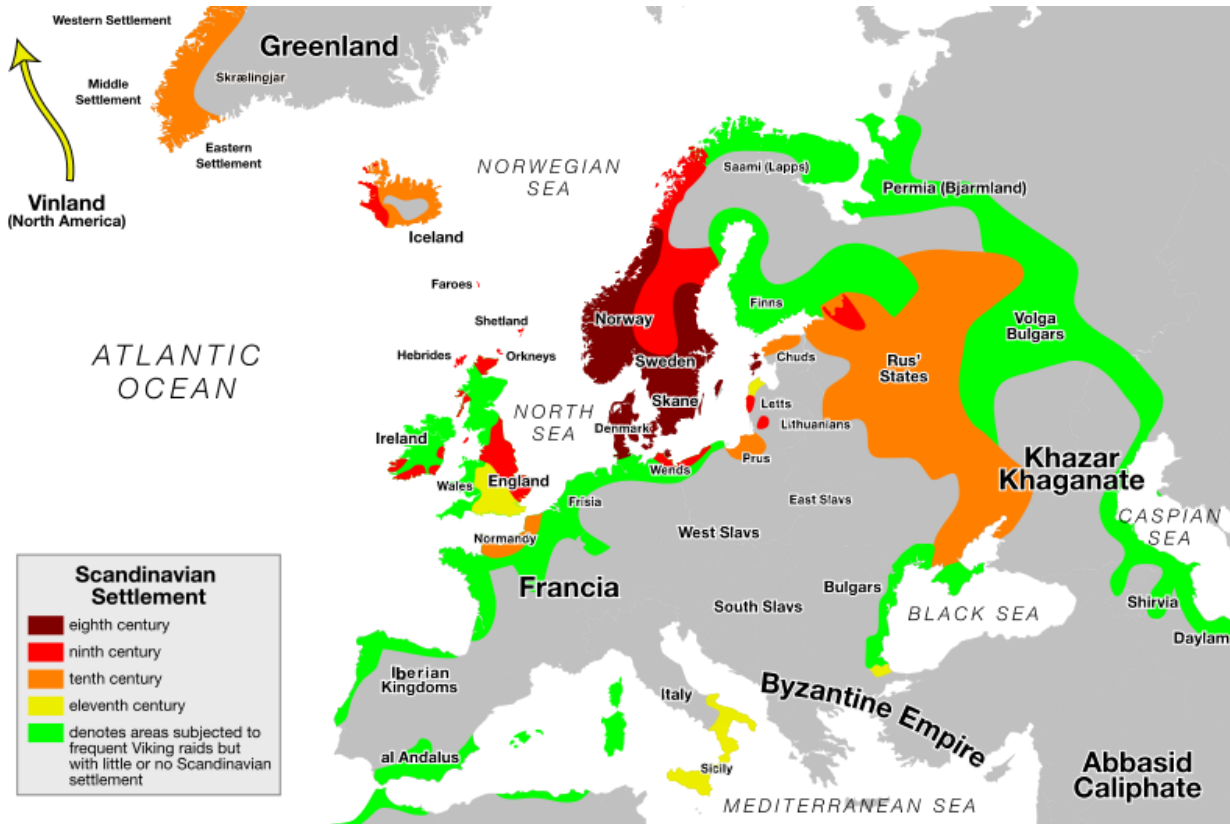 Western Settlement
Greenland
Skrælingjar
Middle
Settlement
Eastern
Settlement
NORWEGIAN
SEA
Saami (Lapps)
Permia (Bjarmland)
Vinland
(North America)
Iceland
Faroes
Finns
Norway
Volga
Bulgars
Shetland
ATLANTIC
OCEAN
Hebrides
Orkneys
Sweden
Chuds
Rus'
States
Skane
NORTH
SEA
Denmark
Letts
Lithuanians
Ireland
Wends
Prus
Khazar
Khaganate
Wales
England
Frisia
East Slavs
CASPIAN
SEA
Normandy
West Slavs
Francia
Bulgars
South Slavs
BLACK SEA
Shirvia
Daylam
Iberian
Kingdoms
Italy
Byzantine Empire
al Andalus
Sicily
Abbasid
Caliphate
MEDITERRANEAN SEA
Scandinavian
Settlement
eighth century
ninth century
tenth century
eleventh century
denotes areas subjected to
frequent Viking raids but
with little or no Scandinavian
settlement